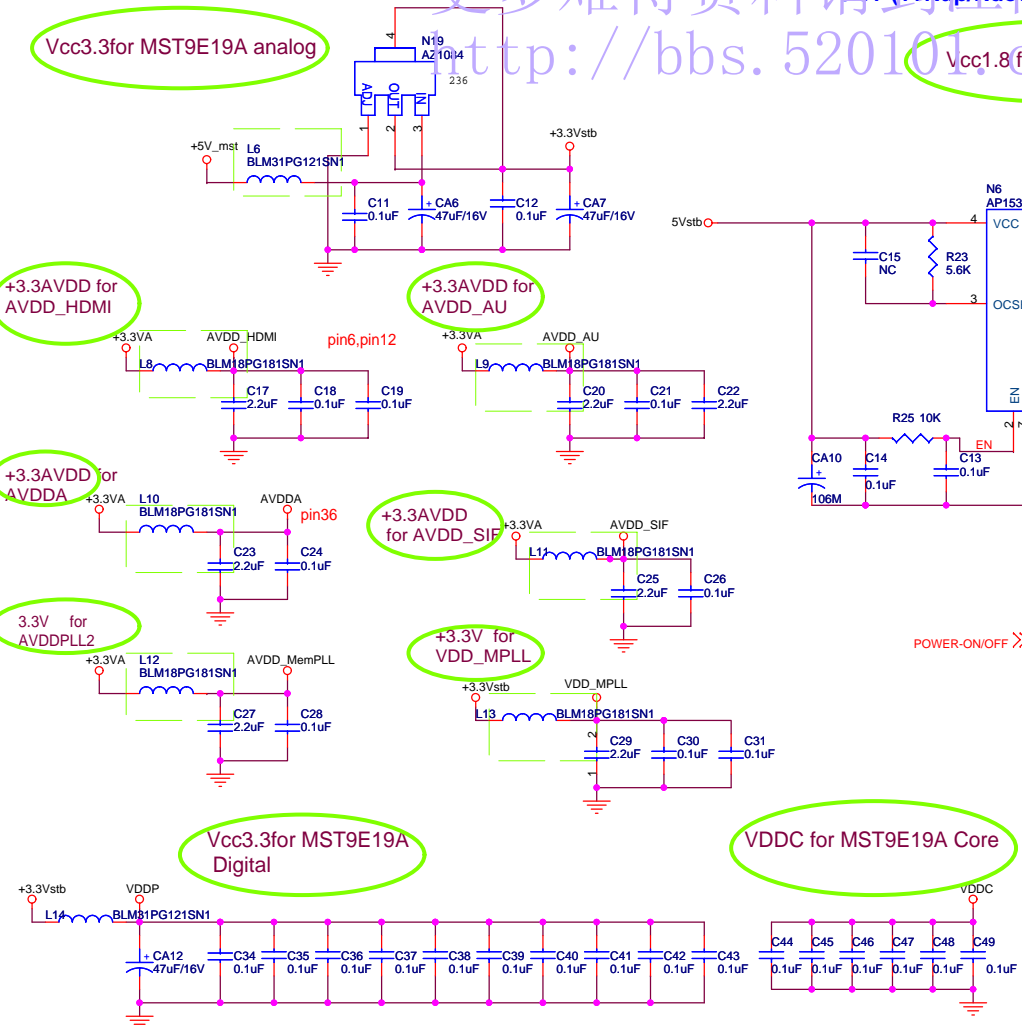 http://bbs.520101.
Vcc3.3for MST9E19A analog
4
N19
AZ1084
236
ADJ
OUT
IN
1
2
3
+5V_mst
L6
BLM31PG121SN1
+3.3Vstb
C11
0.1uF
+ CA6
47uF/16V
C12
0.1uF
+ CA7
47uF/16V
Vcc1.8 f
5Vstb
N6
AP153
4
VCC
C15
NC
R23
5.6K
3
EN
2
R25 10K
EN
CA10
+
106M
C14
0.1uF
C13
0.1uF
POWER-ON/OFF
+3.3AVDD for
AVDD_HDMI
+3.3VA
AVDD_HDMI
pin6,pin12
L8
BLM18PG181SN1
C17
2.2uF
C18
0.1uF
C19
0.1uF
+3.3AVDD for
AVDD_AU
+3.3VA
AVDD_AU
L9
BLM18PG181SN1
C20
2.2uF
C21
0.1uF
C22
2.2uF
+3.3AVDD for
AVDDA
+3.3VA
L10
BLM18PG181SN1
AVDDA
pin36
C23
2.2uF
C24
0.1uF
+3.3AVDD
for AVDD_SIF
+3.3VA
AVDD_SIF
L11
BLM18PG181SN1
C25
2.2uF
C26
0.1uF
3.3V for
AVDDPLL2
+3.3VA
L12
BLM18PG181SN1
AVDD_MemPLL
C27
2.2uF
C28
0.1uF
+3.3V for
VDD_MPLL
+3.3Vstb
VDD_MPLL
L13
BLM18PG181SN1
2
1
C29
2.2uF
C30
0.1uF
C31
0.1uF
Vcc3.3for MST9E19A
Digital
+3.3Vstb
VDDP
L14
BLM31PG121SN1
+ CA12
47uF/16V
C34
0.1uF
C35
0.1uF
C36
0.1uF
C37
0.1uF
C38
0.1uF
C39
0.1uF
C40
0.1uF
C41
0.1uF
C42
0.1uF
C43
0.1uF
VDDC for MST9E19A Core
VDDC
C44
0.1uF
C45
0.1uF
C46
0.1uF
C47
0.1uF
C48
0.1uF
C49
0.1uF